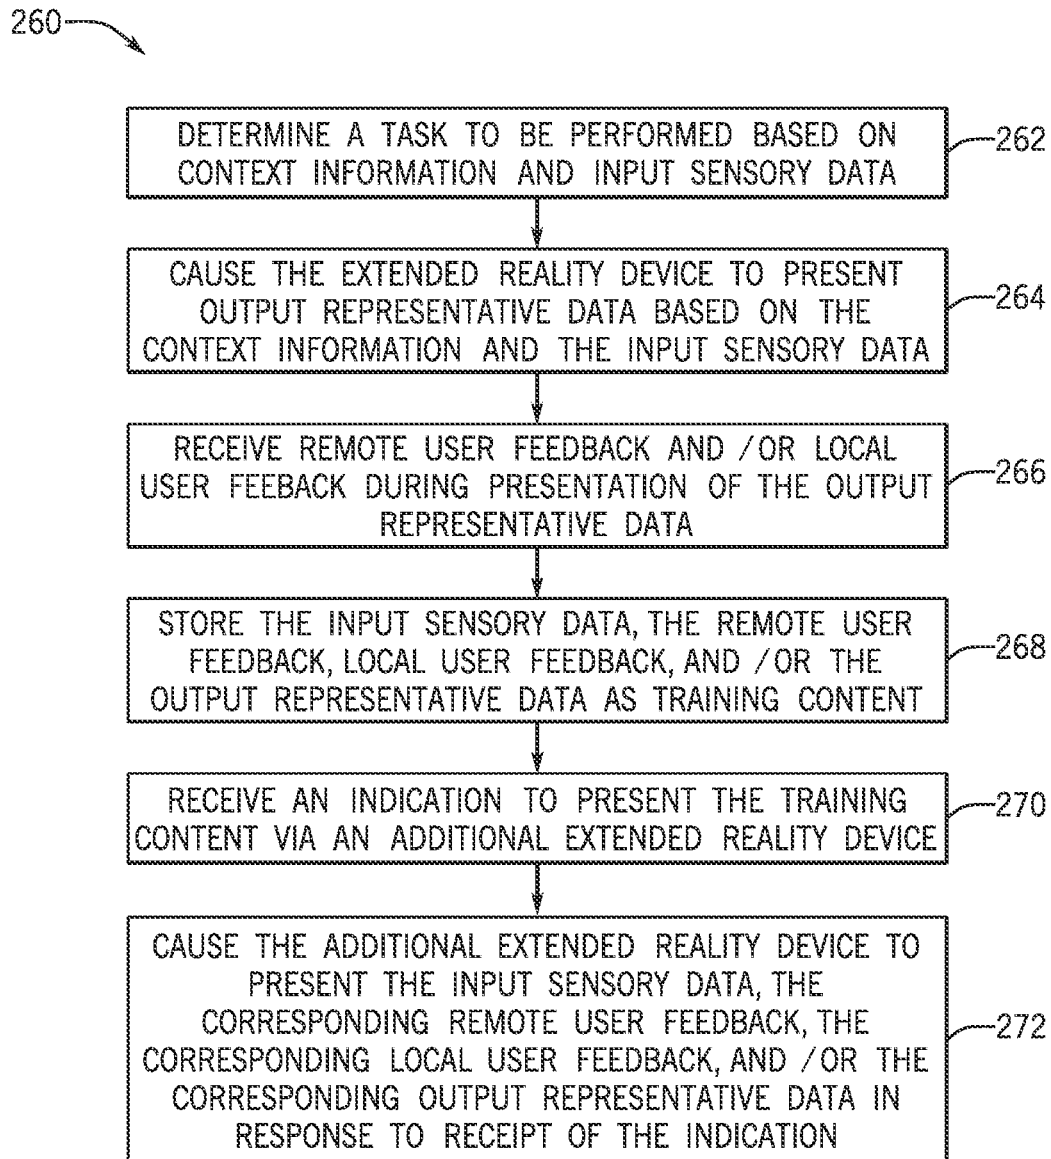 260
DETERMINE A TASK TO BE PERFORMED BASED ON
CONTEXT INFORMATION AND INPUT SENSORY DATA
262
CAUSE THE EXTENDED REALITY DEVICE TO PRESENT
OUTPUT REPRESENTATIVE DATA BASED ON THE
CONTEXT INFORMATION AND THE INPUT SENSORY DATA
264
RECEIVE REMOTE USER FEEDBACK AND /OR LOCAL
USER FEEBACK DURING PRESENTATION OF THE OUTPUT
REPRESENTATIVE DATA
266
STORE THE INPUT SENSORY DATA, THE REMOTE USER
FEEDBACK, LOCAL USER FEEDBACK, AND /OR THE
OUTPUT REPRESENTATIVE DATA AS TRAINING CONTENT
268
RECEIVE AN INDICATION TO PRESENT THE TRAINING
CONTENT VIA AN ADDITIONAL EXTENDED REALITY DEVICE
270
CAUSE THE ADDITIONAL EXTENDED REALITY DEVICE TO
PRESENT THE INPUT SENSORY DATA, THE
CORRESPONDING REMOTE USER FEEDBACK, THE
CORRESPONDING LOCAL USER FEEDBACK, AND /OR THE
CORRESPONDING OUTPUT REPRESENTATIVE DATA IN
RESPONSE TO RECEIPT OF THE INDICATION
272